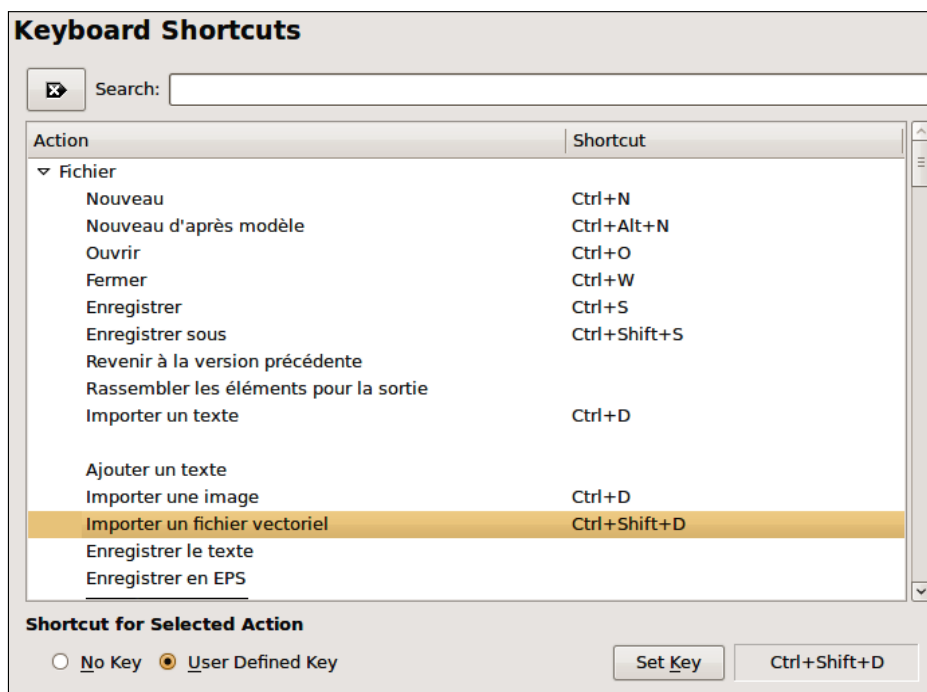 Keyboard Shortcuts
Search:
Action Shortcut
Fichier
Nouveau Ctrl+N
Nouveau d'après modèle Ctrl+Alt+N
Ouvrir Ctrl+O
Fermer Ctrl+W
Enregistrer Ctrl+S
Enregistrer sous Ctrl+Shift+S
Revenir à la version précédente
Rassembler les éléments pour la sortie
Importer un texte Ctrl+D
Ajouter un texte
Importer une image Ctrl+D
Importer un fichier vectoriel Ctrl+Shift+D
Enregistrer le texte
Enregistrer en EPS
Shortcut for Selected Action
No Key User Defined Key Set Key Ctrl+Shift+D